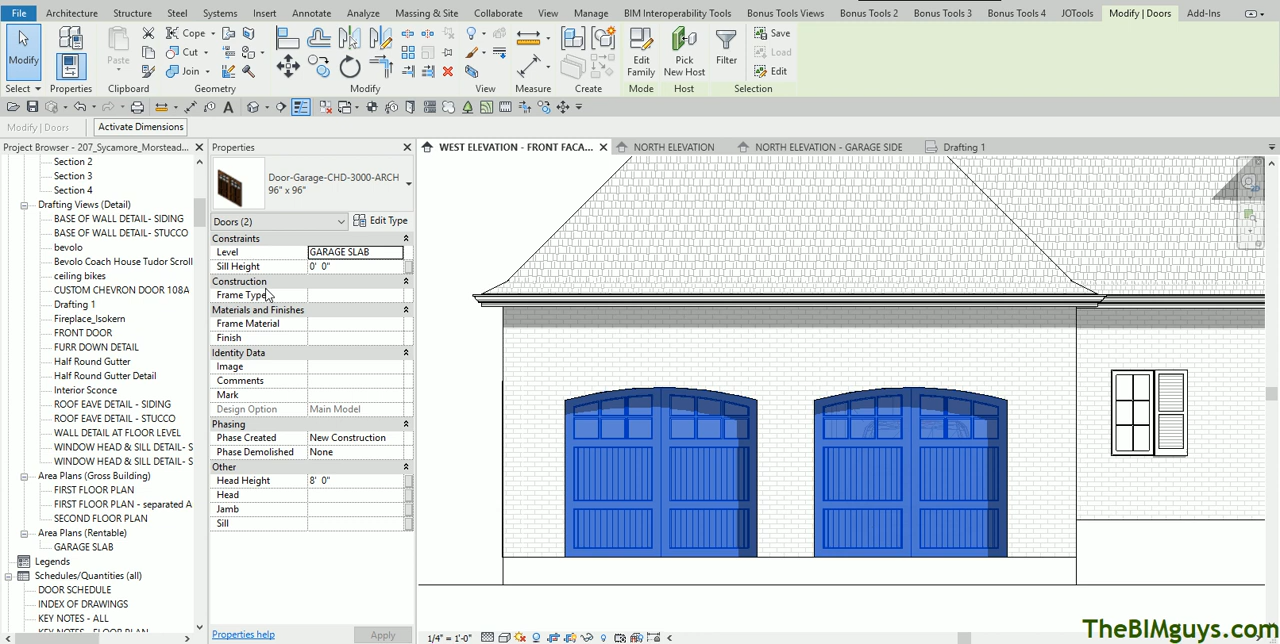 File Architecture Structure Steel Systems Insert Annotate Analyze Massing & Site Collaborate View Manage BIM Interoperability Tools Bonus Tools Views Bonus Tools 2 Bonus Tools 3 Bonus Tools 4 JOTools Modify | Doors Add-Ins
Modify
Paste
Cope
Cut
Join
Edit Family
Pick New Host
Filter
Save
Load
Edit
Select Properties Clipboard Geometry Modify View Measure Create Mode Host Selection
Modify | Doors Activate Dimensions
Project Browser - 207_Sycamore_Morstead...
Section 2
Section 3
Section 4
Drafting Views (Detail)
BASE OF WALL DETAIL- SIDING
BASE OF WALL DETAIL- STUCCO
bevolo
Bevolo Coach House Tudor Scroll
ceiling bikes
CUSTOM CHEVRON DOOR 108A
Drafting 1
Fireplace_Isokern
FRONT DOOR
FURR DOWN DETAIL
Half Round Gutter
Half Round Gutter Detail
Interior Sconce
ROOF EAVE DETAIL - SIDING
ROOF EAVE DETAIL - STUCCO
WALL DETAIL AT FLOOR LEVEL
WINDOW HEAD & SILL DETAIL- S
WINDOW HEAD & SILL DETAIL- S
Area Plans (Gross Building)
FIRST FLOOR PLAN
FIRST FLOOR PLAN - separated A
SECOND FLOOR PLAN
Area Plans (Rentable)
GARAGE SLAB
Legends
Schedules/Quantities (all)
DOOR SCHEDULE
INDEX OF DRAWINGS
KEY NOTES - ALL
Properties
Door-Garage-CHD-3000-ARCH
96" x 96"
Doors (2) Edit Type
Constraints
Level GARAGE SLAB
Sill Height 0' 0"
Construction
Frame Type
Materials and Finishes
Frame Material
Finish
Identity Data
Image
Comments
Mark
Design Option Main Model
Phasing
Phase Created New Construction
Phase Demolished None
Other
Head Height 8' 0"
Head
Jamb
Sill
Properties help Apply
WEST ELEVATION - FRONT FACA... NORTH ELEVATION NORTH ELEVATION - GARAGE SIDE Drafting 1
1/4" = 1'-0"
TheBIMguys.com